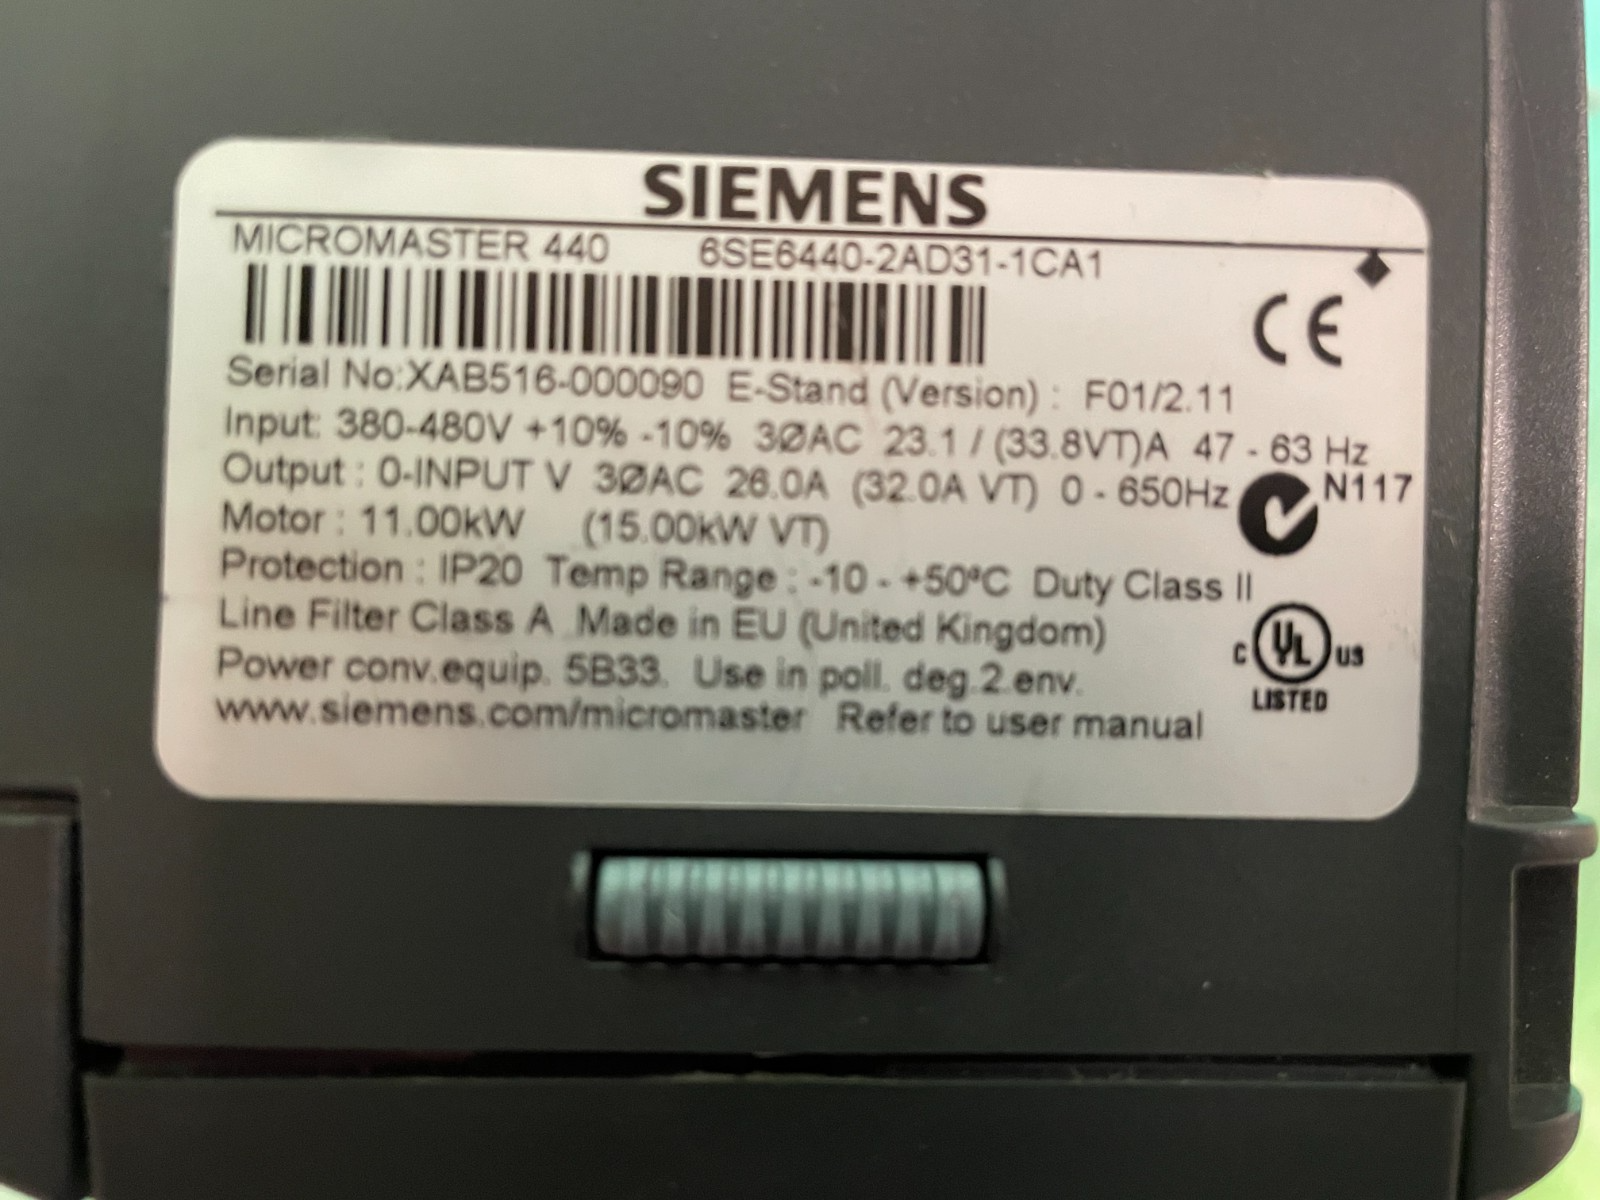 SIEMENS
MICROMASTER 440 6SE6440-2AD31-1CA1
CE
Serial No:XAB516-000090 E-Stand (Version) : F01/2.11
Input: 380-480V +10% -10% 3ØAC 23.1 / (33.8VT)A 47 - 63 Hz
Output : 0-INPUT V 3ØAC 26.0A (32.0A VT) 0 - 650Hz N117
Motor : 11.00kW (15.00kW VT)
Protection : IP20 Temp Range : -10 - +50ºC Duty Class II
Line Filter Class A Made in EU (United Kingdom)
C UL US
LISTED
Power conv.equip. 5B33. Use in poll. deg.2.env.
www.siemens.com/micromaster Refer to user manual